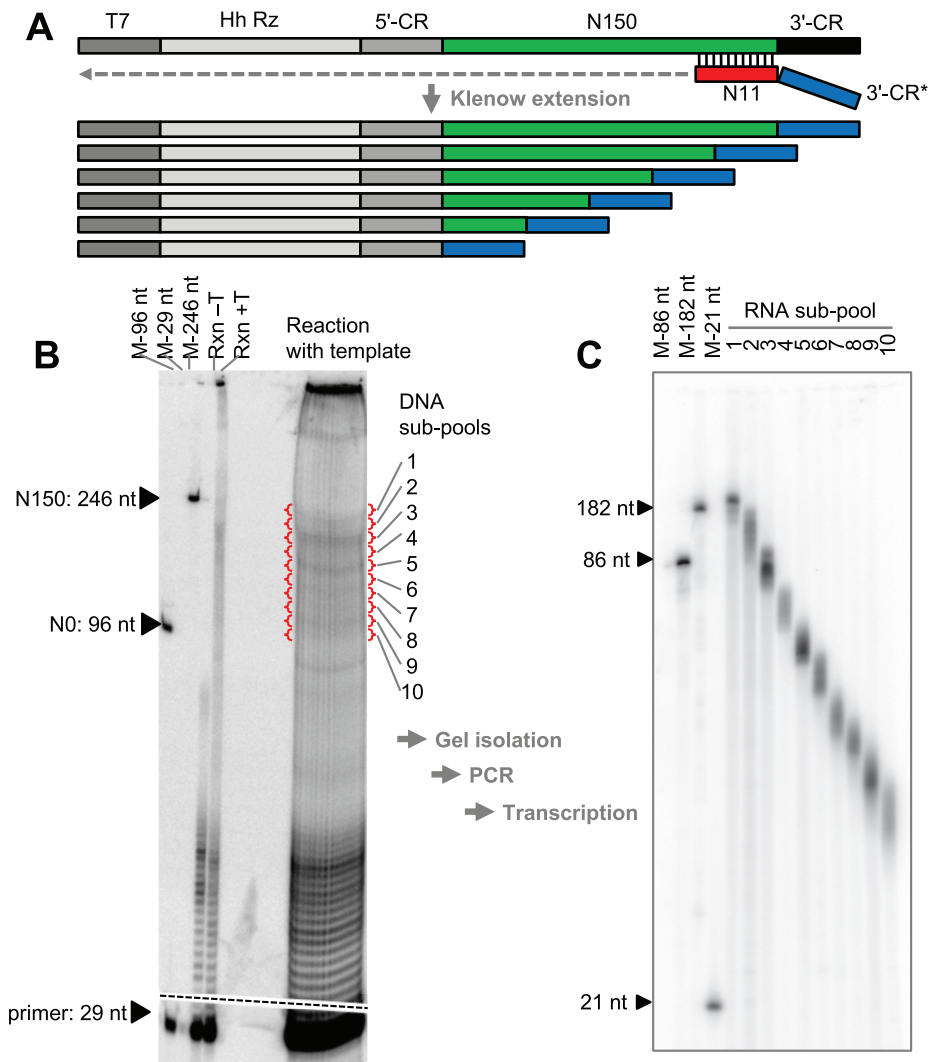 A
T7 Hh Rz 5'-CR N150 3'-CR
N11
3'-CR*
Klenow extension
B
M-96 nt
M-29 nt
M-246 nt
Rxn –T
Rxn +T
Reaction
with template
DNA
sub-pools
1
2
3
4
5
6
7
8
9
10
N150: 246 nt
N0: 96 nt
primer: 29 nt
Gel isolation
PCR
Transcription
C
M-86 nt
M-182 nt
M-21 nt
RNA sub-pool
1 2 3 4 5 6 7 8 9 10
182 nt
86 nt
21 nt